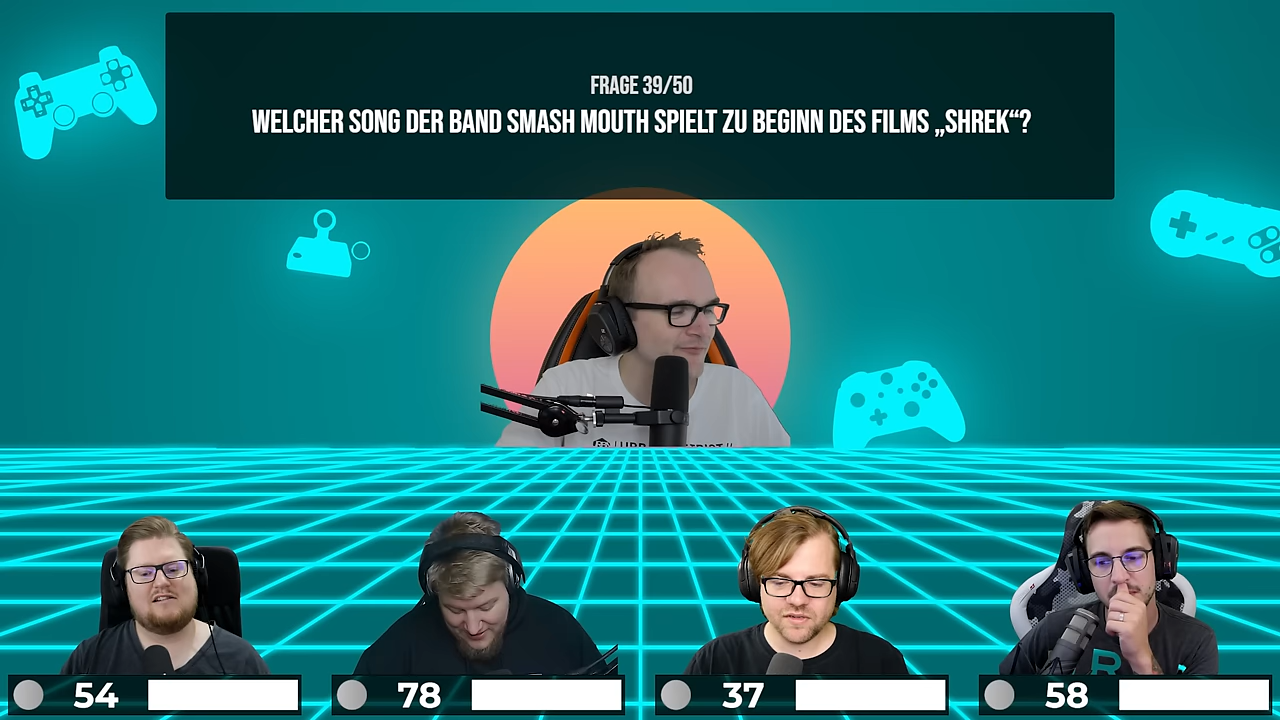 FRAGE 39/50
WELCHER SONG DER BAND SMASH MOUTH SPIELT ZU BEGINN DES FILMS „SHREK“?
54
78
37
58